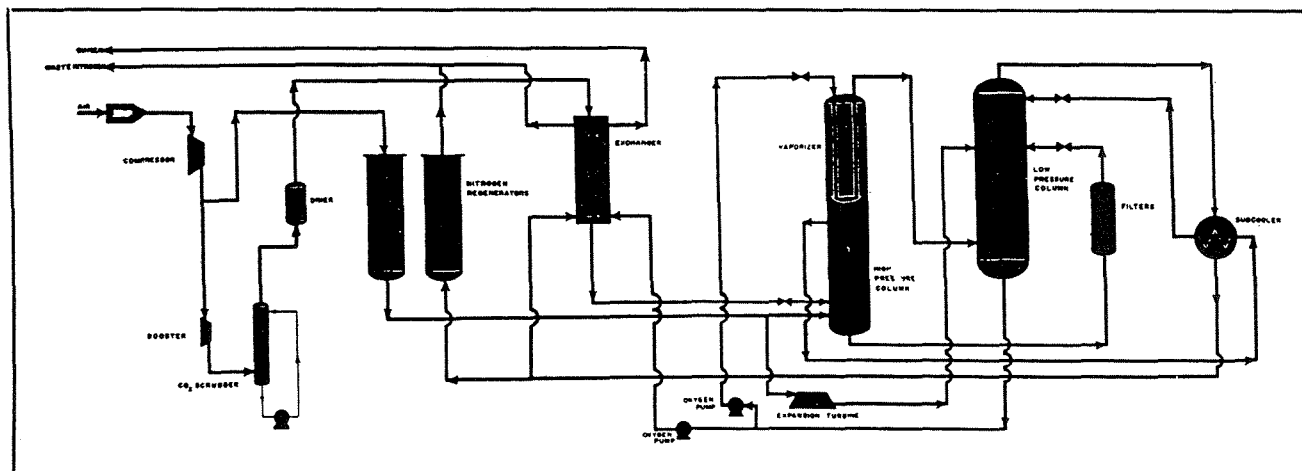 OXYGEN
WASTE NITROGEN
AIR
COMPRESSOR
BOOSTER
CO₂ SCRUBBER
DRIER
NITROGEN
REGENERATORS
EXCHANGER
VAPORIZER
HIGH
PRESSURE
COLUMN
LOW
PRESSURE
COLUMN
FILTERS
SUBCOOLER
OXYGEN
PUMP
OXYGEN
PUMP
EXPANSION TURBINE